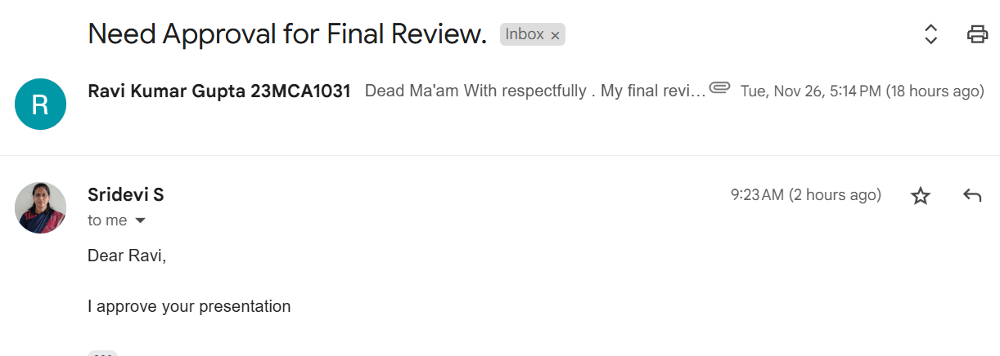 Need Approval for Final Review. Inbox ×
R Ravi Kumar Gupta 23MCA1031 Dead Ma'am With respectfully . My final revi… Tue, Nov 26, 5:14 PM (18 hours ago)
Sridevi S 9:23 AM (2 hours ago)
to me
Dear Ravi,
I approve your presentation